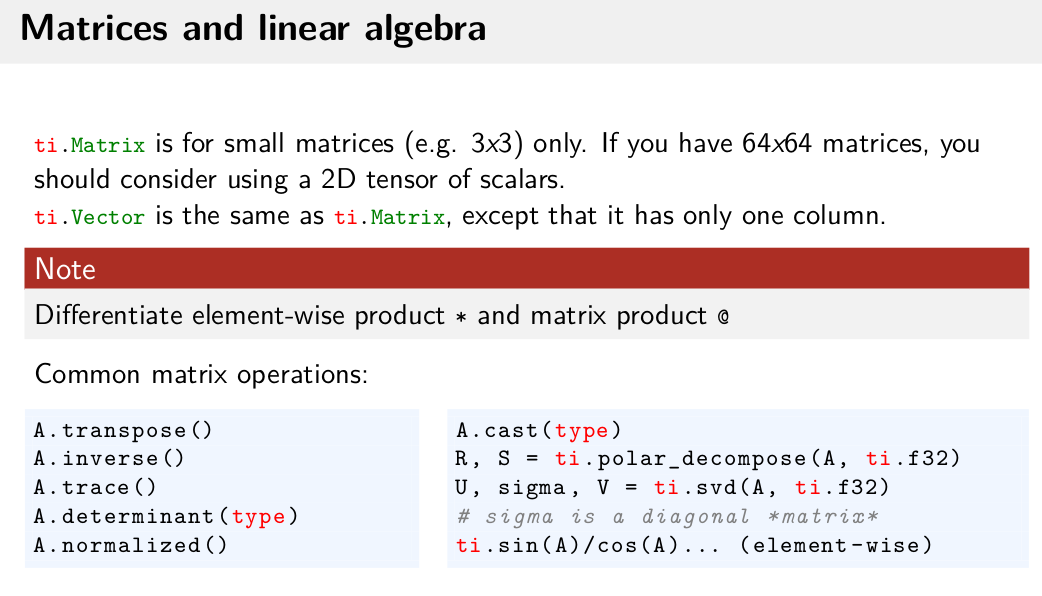 Matrices and linear algebra
ti.Matrix is for small matrices (e.g. 3x3) only. If you have 64x64 matrices, you
should consider using a 2D tensor of scalars.
ti.Vector is the same as ti.Matrix, except that it has only one column.
Note
Differentiate element-wise product * and matrix product @
Common matrix operations:
A.transpose()
A.inverse()
A.trace()
A.determinant(type)
A.normalized()
A.cast(type)
R, S = ti.polar_decompose(A, ti.f32)
U, sigma, V = ti.svd(A, ti.f32)
# sigma is a diagonal *matrix*
ti.sin(A)/cos(A)... (element-wise)